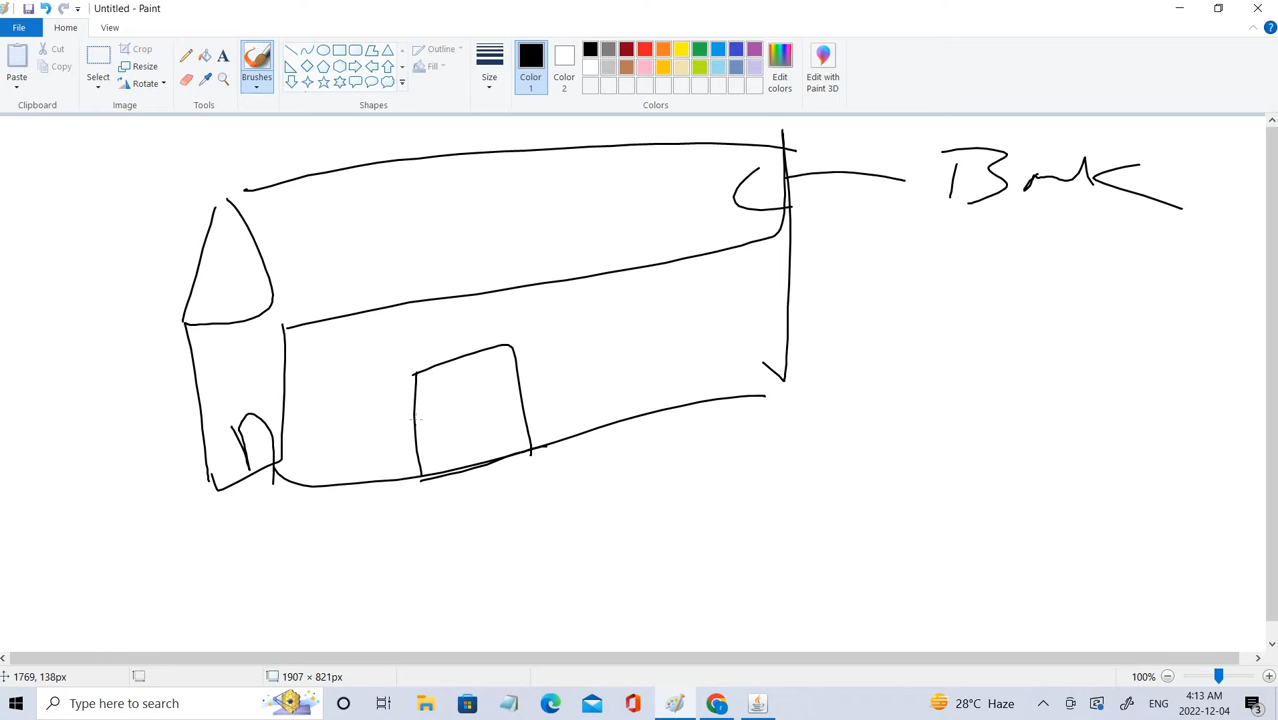 Untitled - Paint
File
Home
View
Paste
Cut
Copy
Clipboard
Select
Crop
Resize
Rotate
Image
Tools
Brushes
Shapes
Outline
Fill
Size
Color 1
Color 2
Colors
Edit colors
Edit with Paint 3D
Bank
1769, 138px
1907 × 821px
100%
Type here to search
28°C Haze
ENG
4:13 AM
2022-12-04
3